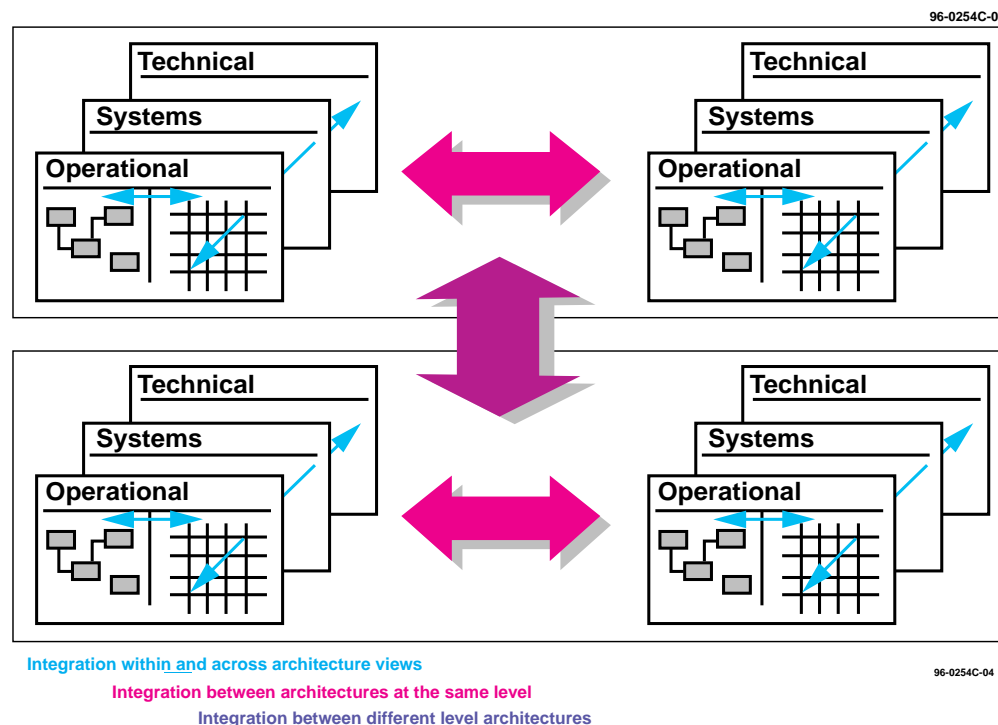 96-0254C-0
Technical
Technical
Systems
Systems
Operational
Operational
Technical
Technical
Systems
Systems
Operational
Operational
Integration within and across architecture views
96-0254C-04
Integration between architectures at the same level
Integration between different level architectures